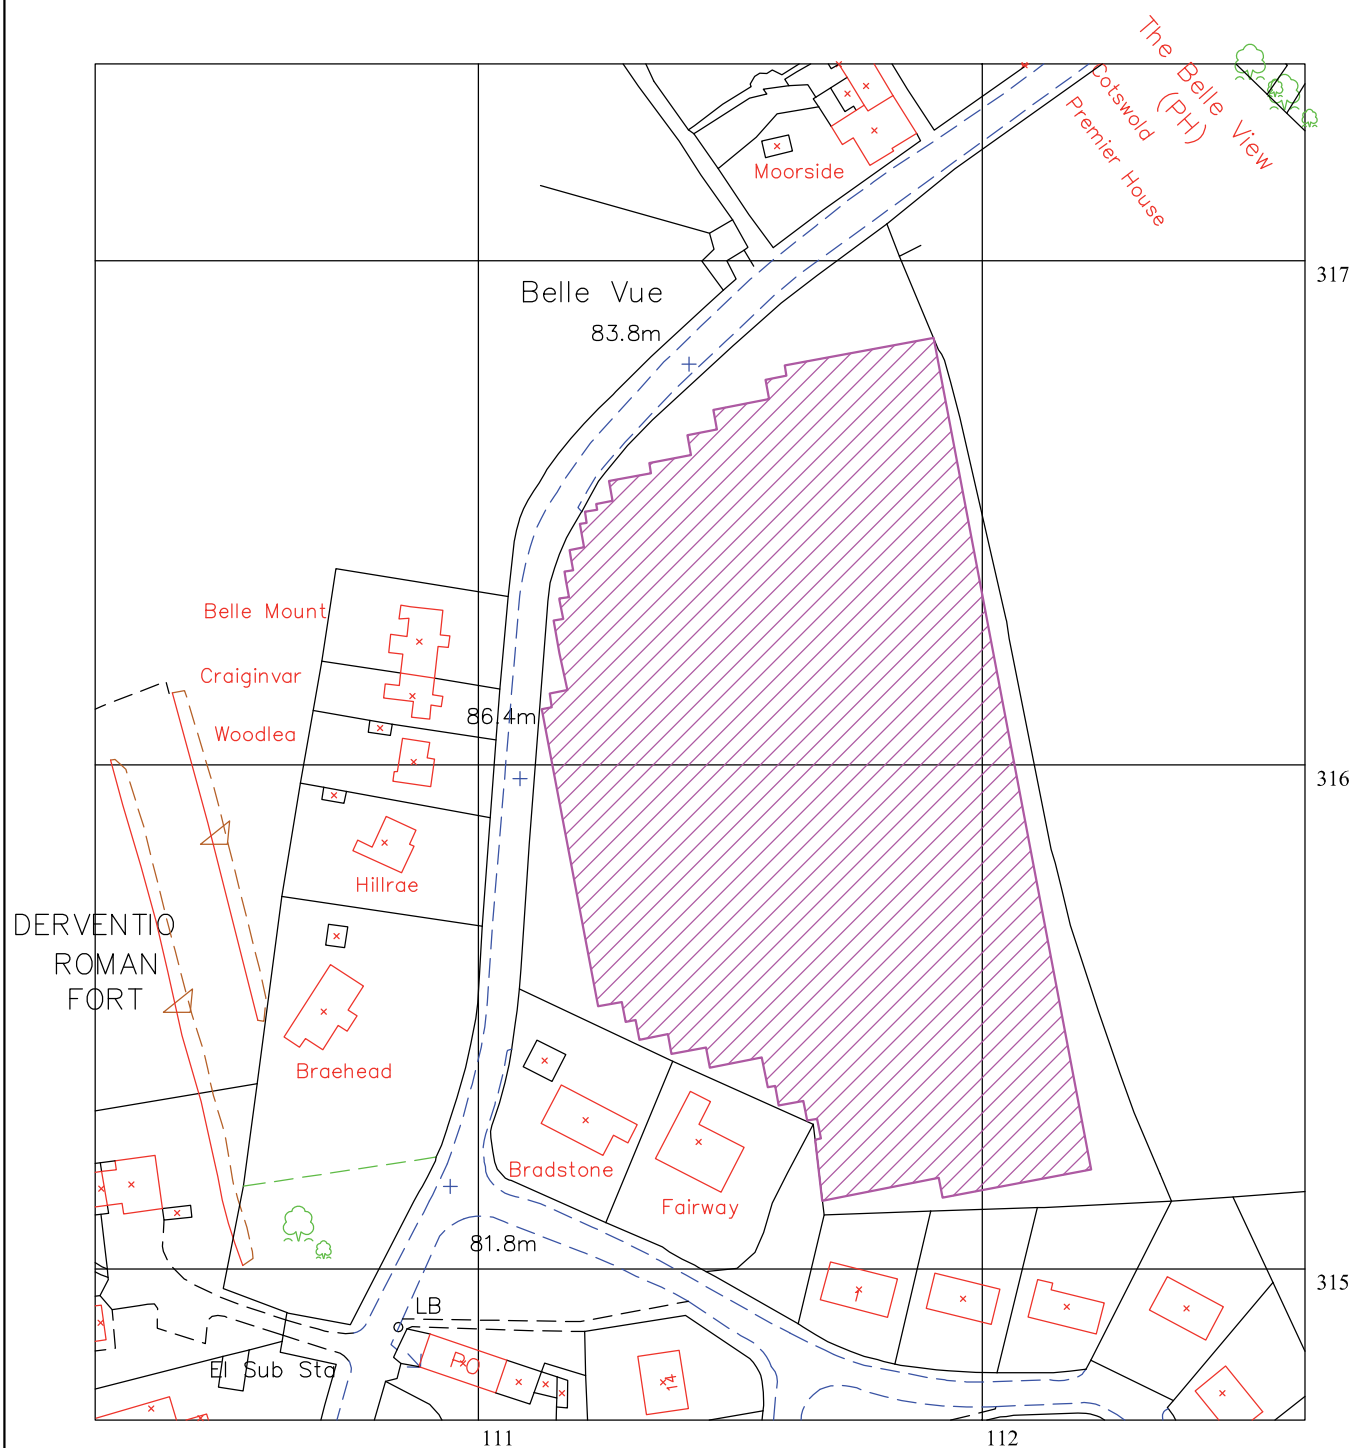 The Belle View
(PH)
Cotswold
Premier House
Moorside
317
Belle Vue
83.8m
Belle Mount
Craiginvar
86.4m
Woodlea
316
Hillrae
DERVENTIO
ROMAN
FORT
Braehead
Bradstone
Fairway
81.8m
315
LB
PO
El Sub Sta
14
1
111
112